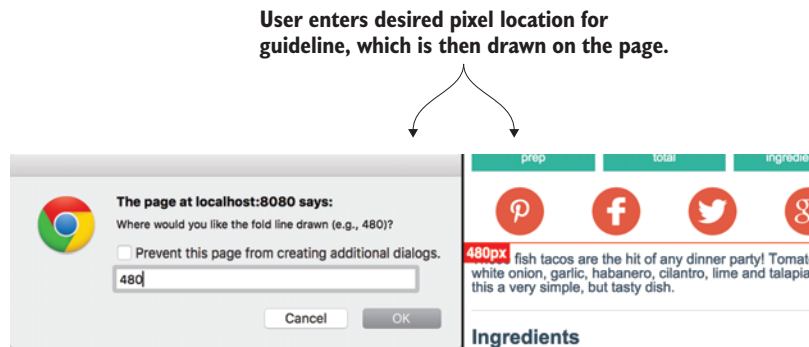 User enters desired pixel location for
guideline, which is then drawn on the page.
The page at localhost:8080 says:
Where would you like the fold line drawn (e.g., 480)?
Prevent this page from creating additional dialogs.
480
Cancel
OK
prep
total
480px
fish tacos are the hit of any dinner party!
white onion, garlic, habanero, cilantro, lime and talapia
this a very simple, but tasty dish.
Ingredients